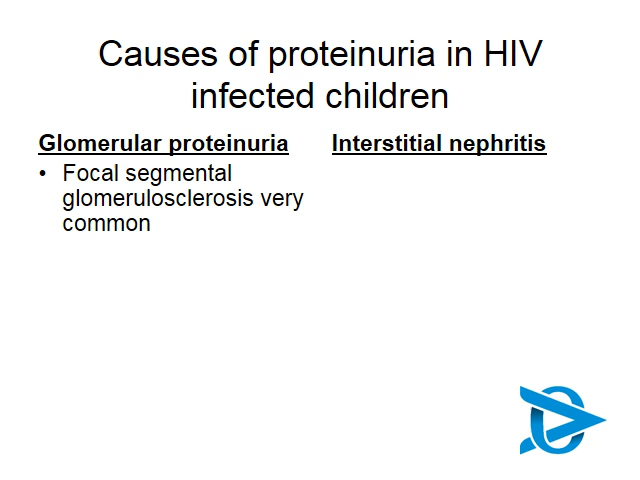 Causes of proteinuria in HIV
infected children
Glomerular proteinuria
• Focal segmental
glomerulosclerosis very
common
Interstitial nephritis